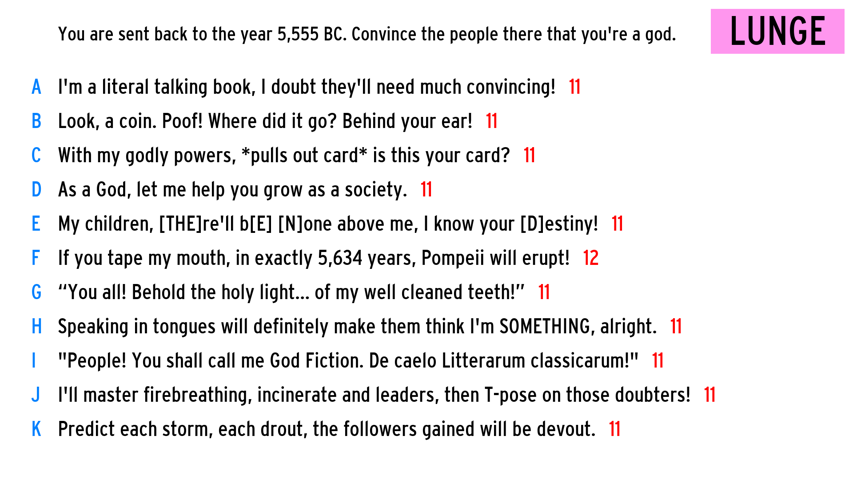 You are sent back to the year 5,555 BC. Convince the people there that you're a god.
LUNGE
A I'm a literal talking book, I doubt they'll need much convincing! 11
B Look, a coin. Poof! Where did it go? Behind your ear! 11
C With my godly powers, *pulls out card* is this your card? 11
D As a God, let me help you grow as a society. 11
E My children, [THE]re'll b[E] [N]one above me, I know your [D]estiny! 11
F If you tape my mouth, in exactly 5,634 years, Pompeii will erupt! 12
G “You all! Behold the holy light... of my well cleaned teeth!” 11
H Speaking in tongues will definitely make them think I'm SOMETHING, alright. 11
I "People! You shall call me God Fiction. De caelo Litterarum classicarum!" 11
J I'll master firebreathing, incinerate and leaders, then T-pose on those doubters! 11
K Predict each storm, each drout, the followers gained will be devout. 11